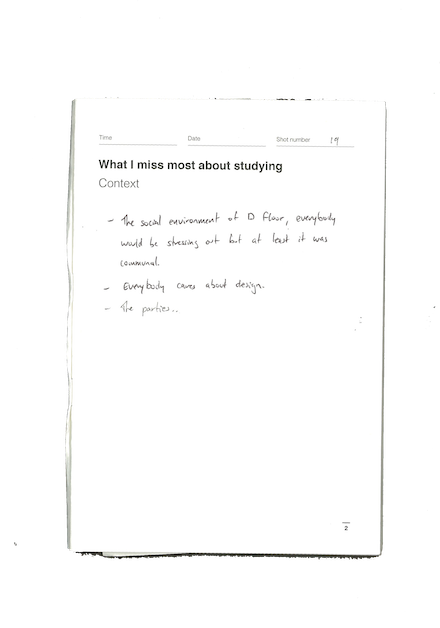 Time Date Shot number 19
What I miss most about studying
Context
- The social environment of D Floor, everybody
would be stressing out but at least it was
communal.
- Everybody cares about design.
- The parties..
2